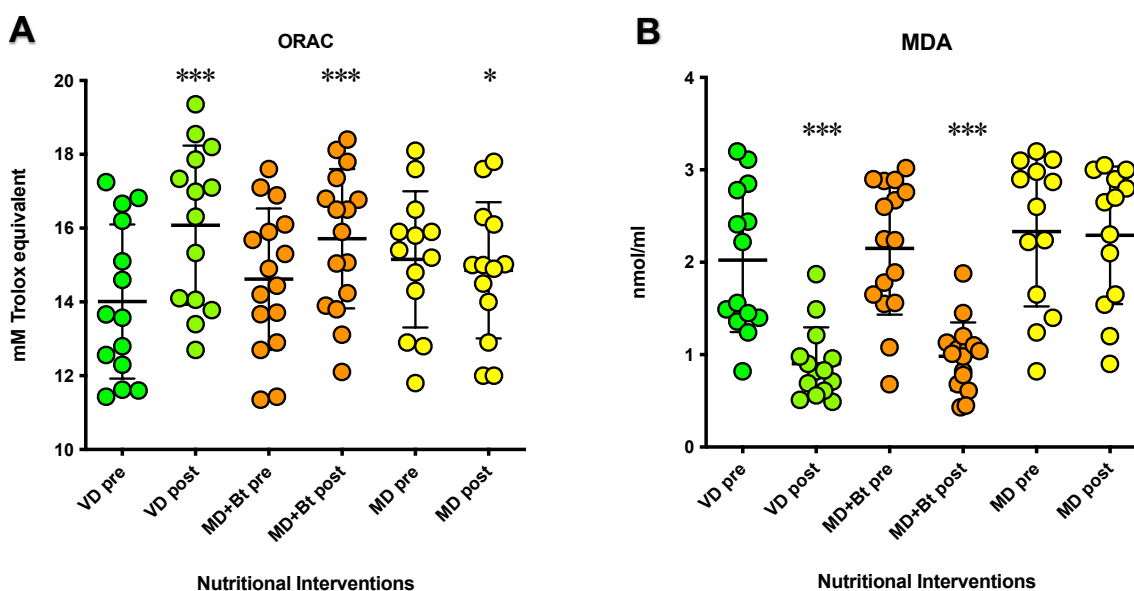 A
ORAC
mM Trolox equivalent
20
18
16
14
12
10
***
***
*
VD pre
VD post
MD+Bt pre
MD+Bt post
MD pre
MD post
Nutritional Interventions
B
MDA
nmol/ml
4
3
2
1
0
***
***
VD pre
VD post
MD+Bt pre
MD+Bt post
MD pre
MD post
Nutritional Interventions